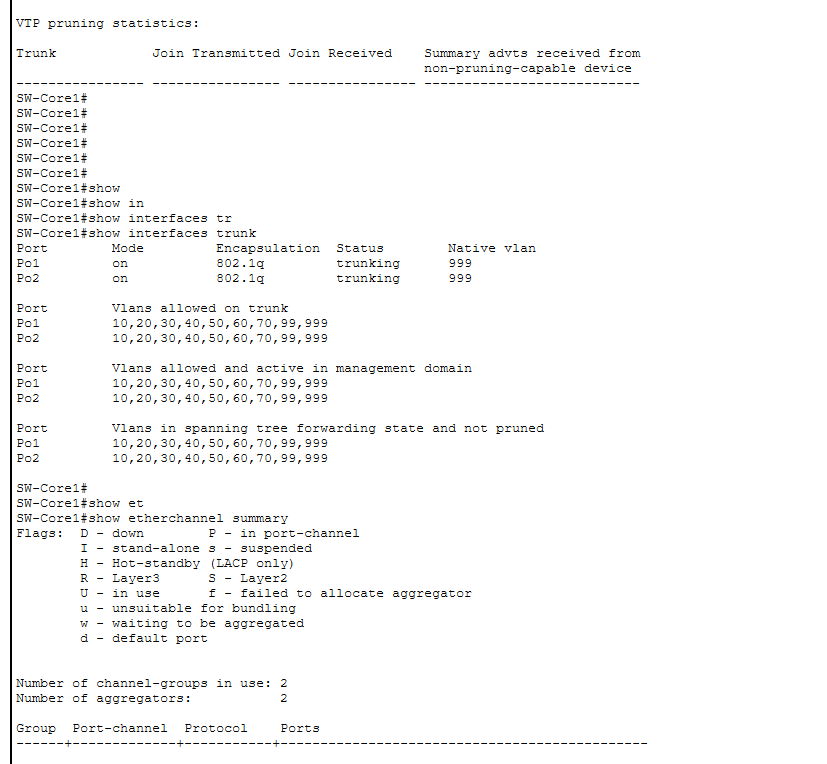 VTP pruning statistics:
Trunk                Join Transmitted Join Received    Summary advts received from
                                                       non-pruning-capable device
---------------- ---------------- ---------------- ---------------------------
SW-Core1#
SW-Core1#
SW-Core1#
SW-Core1#
SW-Core1#
SW-Core1#
SW-Core1#show
SW-Core1#show in
SW-Core1#show interfaces tr
SW-Core1#show interfaces trunk
Port        Mode         Encapsulation  Status        Native vlan
Po1         on           802.1q         trunking      999
Po2         on           802.1q         trunking      999
Port        Vlans allowed on trunk
Po1         10,20,30,40,50,60,70,99,999
Po2         10,20,30,40,50,60,70,99,999
Port        Vlans allowed and active in management domain
Po1         10,20,30,40,50,60,70,99,999
Po2         10,20,30,40,50,60,70,99,999
Port        Vlans in spanning tree forwarding state and not pruned
Po1         10,20,30,40,50,60,70,99,999
Po2         10,20,30,40,50,60,70,99,999
SW-Core1#
SW-Core1#show et
SW-Core1#show etherchannel summary
Flags:  D - down        P - in port-channel
        I - stand-alone s - suspended
        H - Hot-standby (LACP only)
        R - Layer3      S - Layer2
        U - in use      f - failed to allocate aggregator
        u - unsuitable for bundling
        w - waiting to be aggregated
        d - default port
Number of channel-groups in use: 2
Number of aggregators:           2
Group  Port-channel  Protocol    Ports
------+-------------+-----------+----------------------------------------------